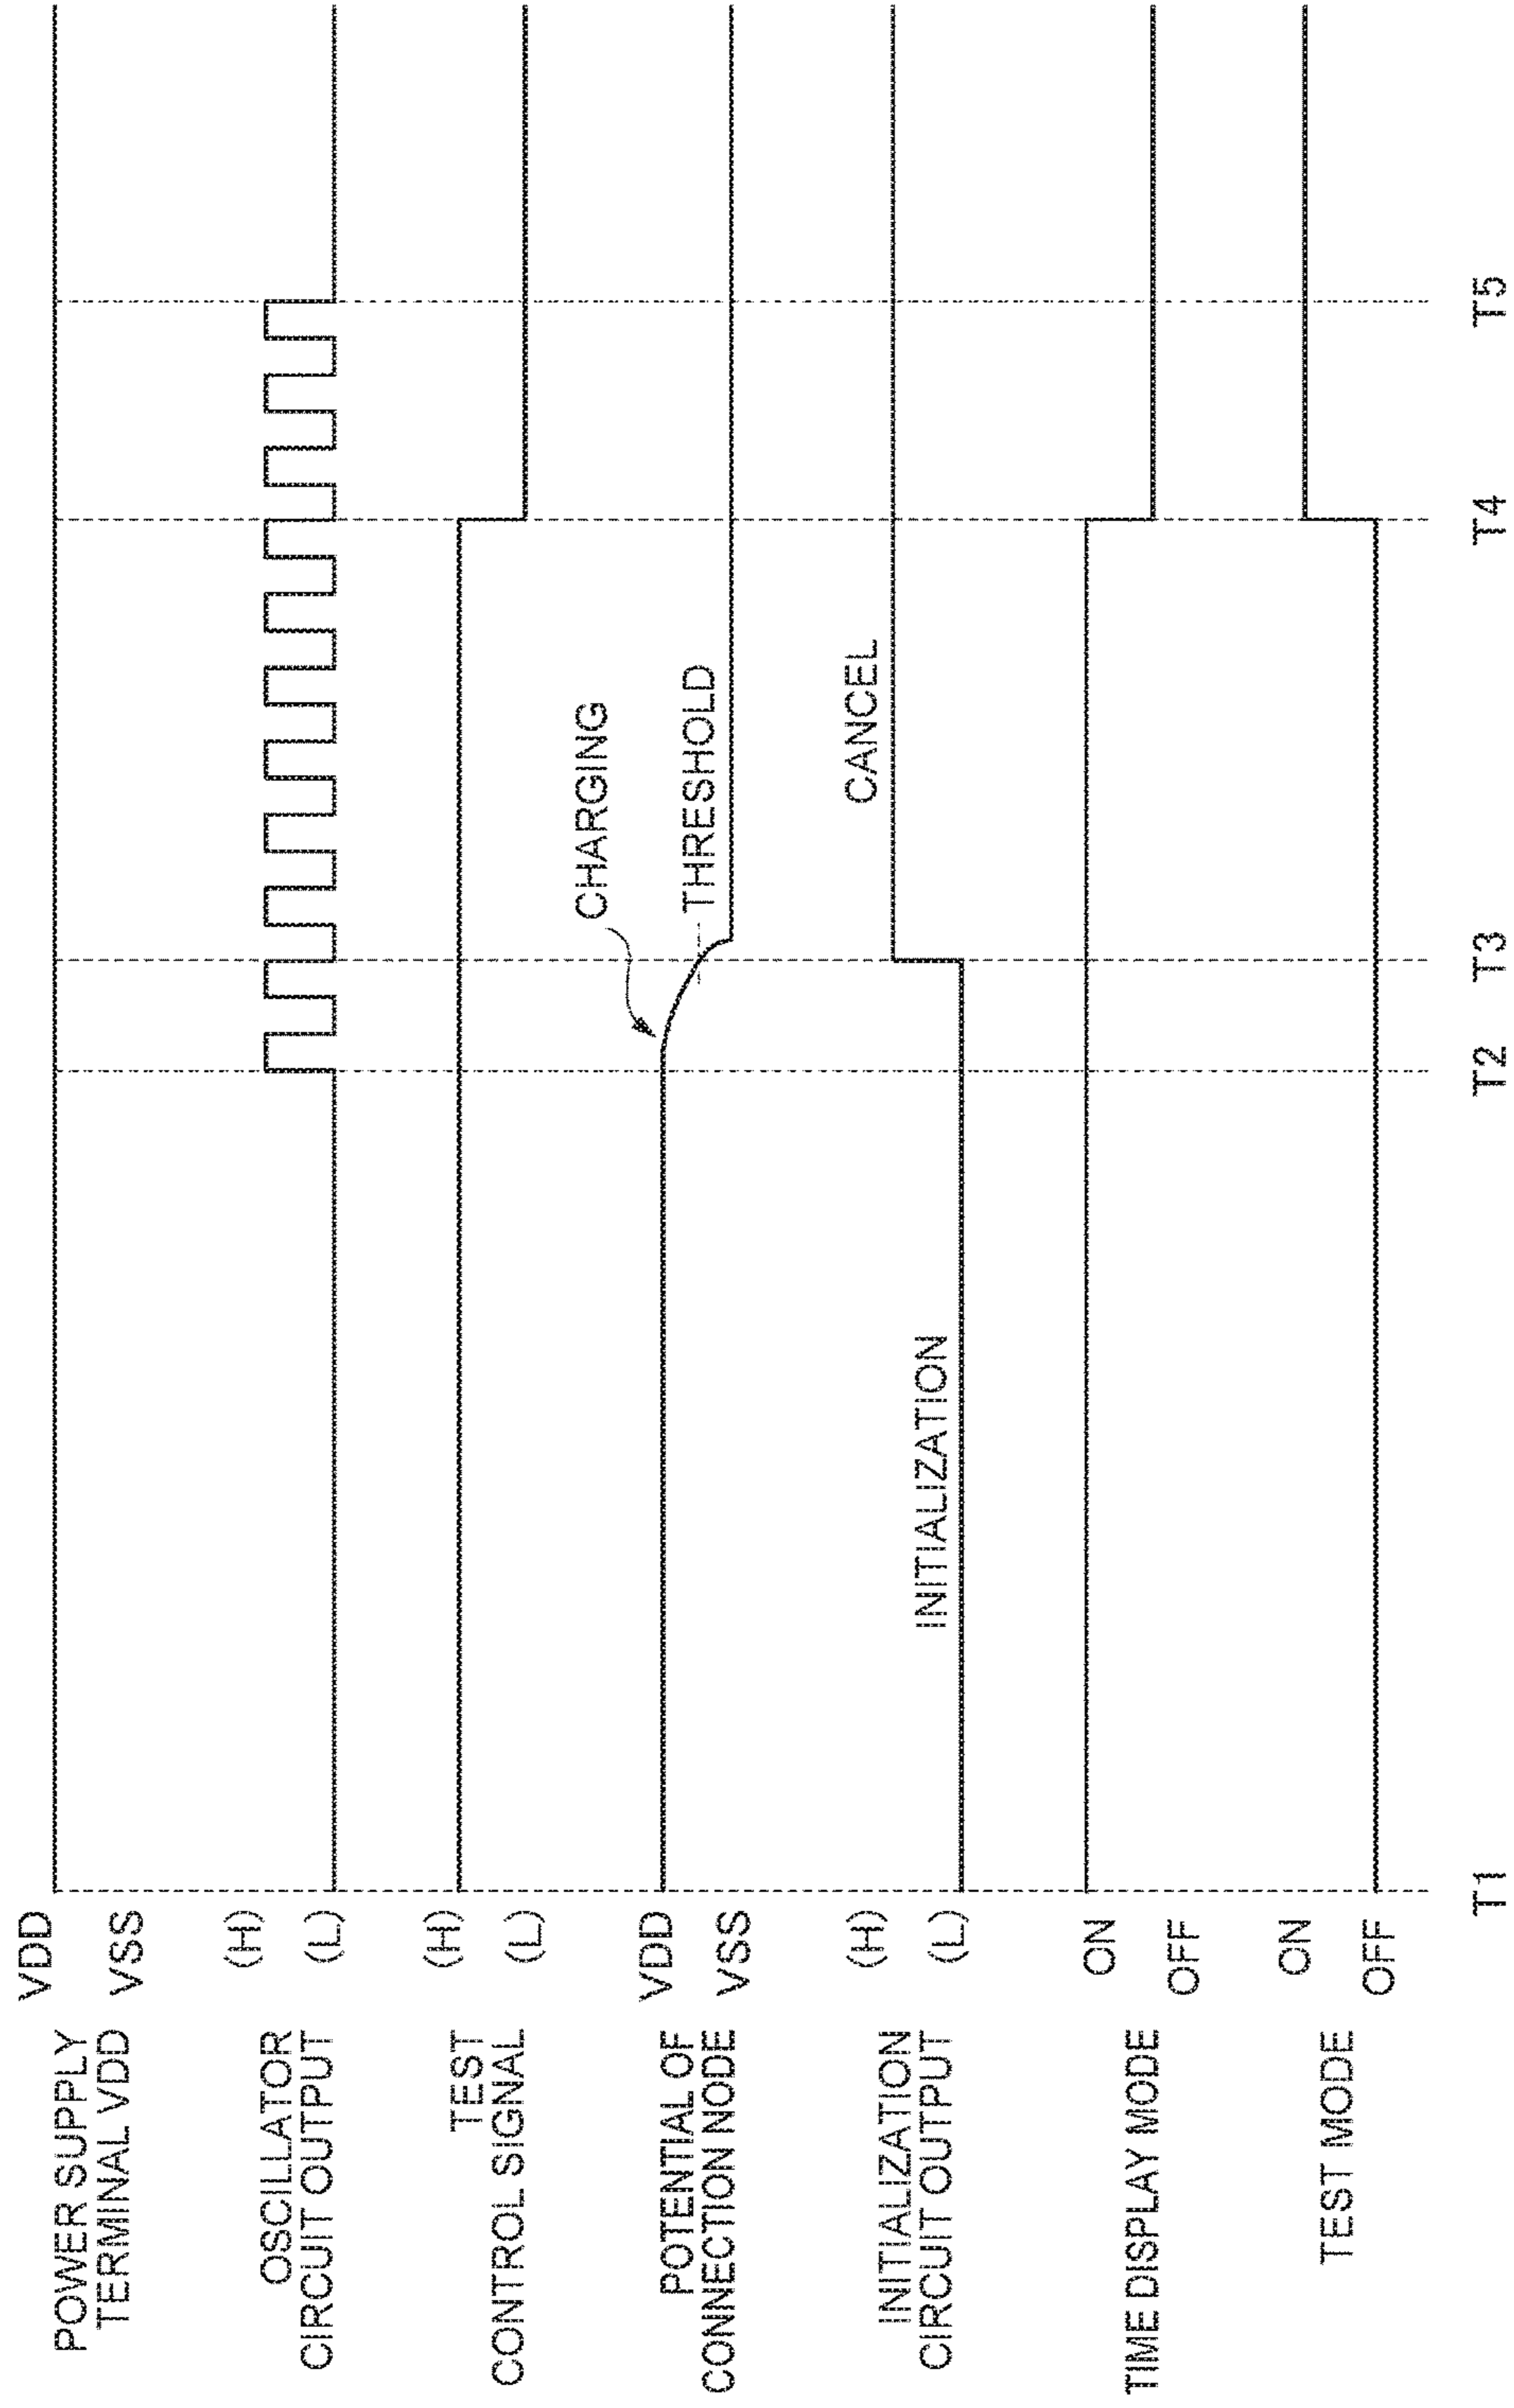 POWER SUPPLY
TERMINAL VDD
VDD
VSS
OSCILLATOR
CIRCUIT OUTPUT
(H)
(L)
TEST
CONTROL SIGNAL
(H)
(L)
POTENTIAL OF
CONNECTION NODE
VDD
VSS
CHARGING
THRESHOLD
INITIALIZATION
CIRCUIT OUTPUT
(H)
(L)
INITIALIZATION
CANCEL
TIME DISPLAY MODE
ON
OFF
TEST MODE
ON
OFF
T1
T2
T3
T4
T5